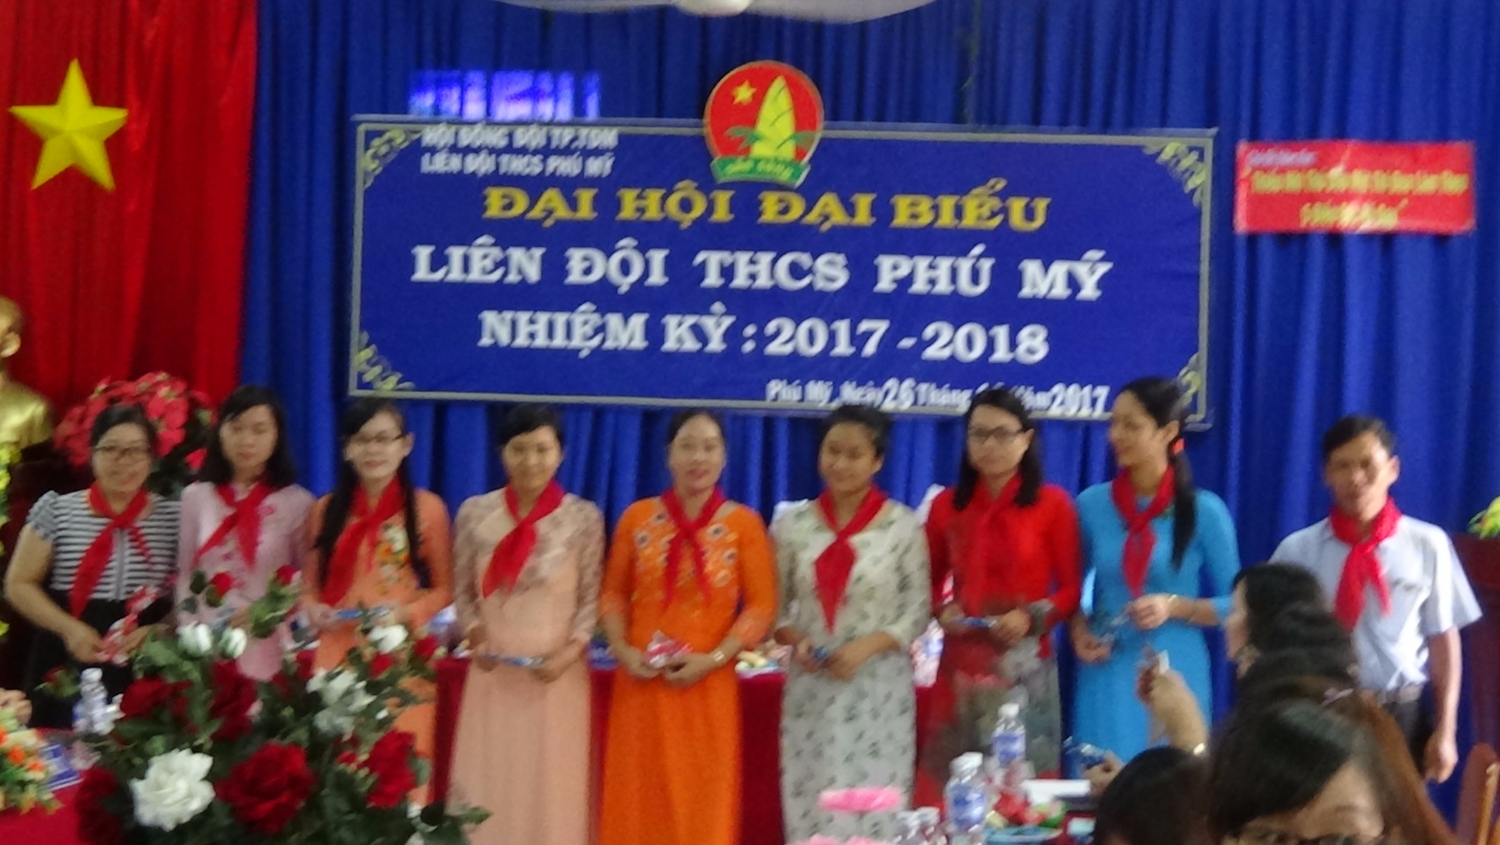 HỘI ĐỒNG ĐỘI TP.TDM
LIÊN ĐỘI THCS PHÚ MỸ
ĐẠI HỘI ĐẠI BIỂU
LIÊN ĐỘI THCS PHÚ MỸ
NHIỆM KỲ : 2017 - 2018
Phú Mỹ, Ngày 26 Tháng Năm 2017